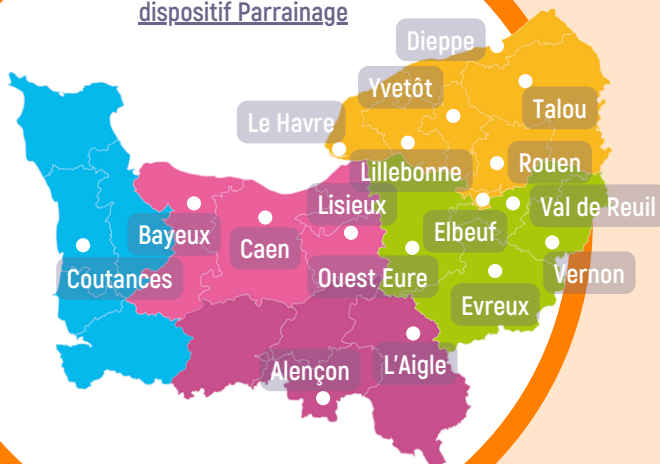 dispositif Parrainage
Dieppe
Yvetôt
Talou
Le Havre
Lillebonne
Rouen
Lisieux
Val de Reuil
Bayeux
Caen
Elbeuf
Coutances
Ouest Eure
Vernon
Evreux
Alençon
L'Aigle